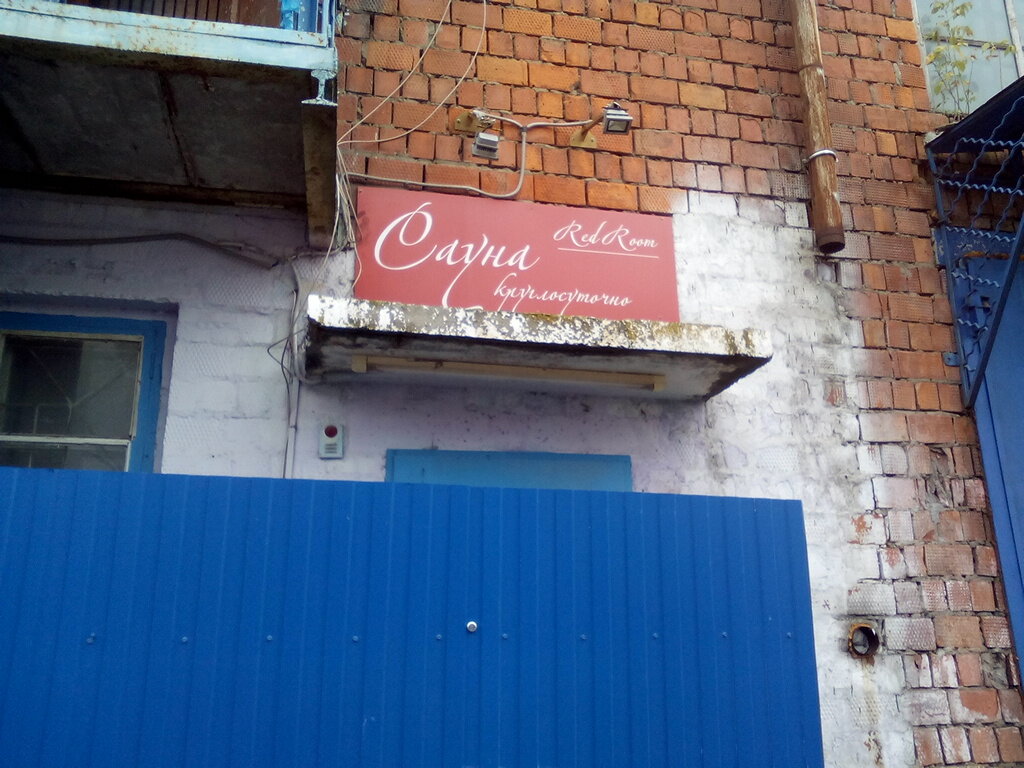 Сауна
Red Room
круглосуточно